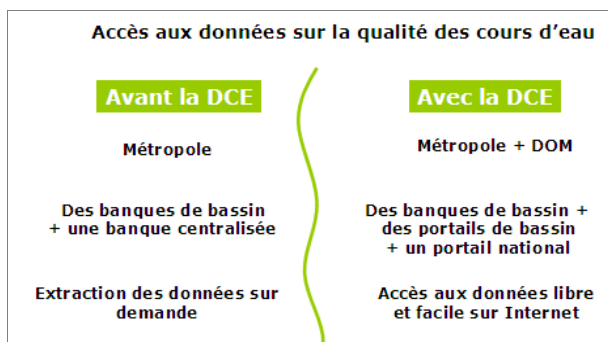 Accès aux données sur la qualité des cours d'eau
Avant la DCE
Métropole
Des banques de bassin
+ une banque centralisée
Extraction des données sur
demande
Avec la DCE
Métropole + DOM
Des banques de bassin +
des portails de bassin
+ un portail national
Accès aux données libre
et facile sur Internet